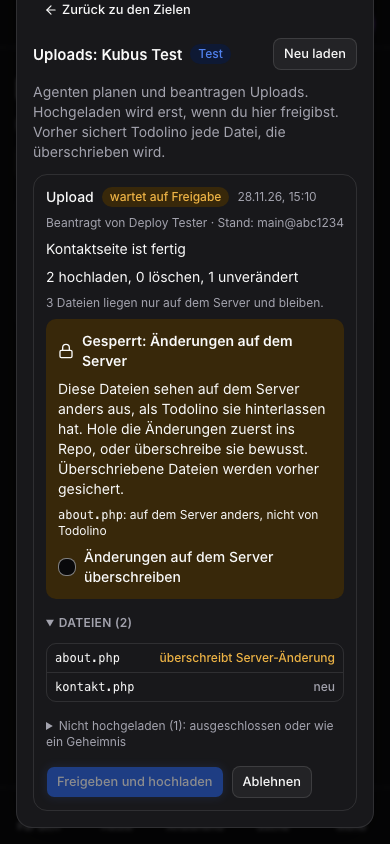 ← Zurück zu den Zielen
Uploads: Kubus Test Test Neu laden
Agenten planen und beantragen Uploads.
Hochgeladen wird erst, wenn du hier freigibst.
Vorher sichert Todolino jede Datei, die
überschrieben wird.
Upload wartet auf Freigabe 28.11.26, 15:10
Beantragt von Deploy Tester · Stand: main@abc1234
Kontaktseite ist fertig
2 hochladen, 0 löschen, 1 unverändert
3 Dateien liegen nur auf dem Server und bleiben.
Gesperrt: Änderungen auf dem
Server
Diese Dateien sehen auf dem Server
anders aus, als Todolino sie hinterlassen
hat. Hole die Änderungen zuerst ins
Repo, oder überschreibe sie bewusst.
Überschriebene Dateien werden vorher
gesichert.
about.php: auf dem Server anders, nicht von
Todolino
Änderungen auf dem Server
überschreiben
▼ DATEIEN (2)
about.php überschreibt Server-Änderung
kontakt.php neu
▶ Nicht hochgeladen (1): ausgeschlossen oder wie
ein Geheimnis
Freigeben und hochladen Ablehnen